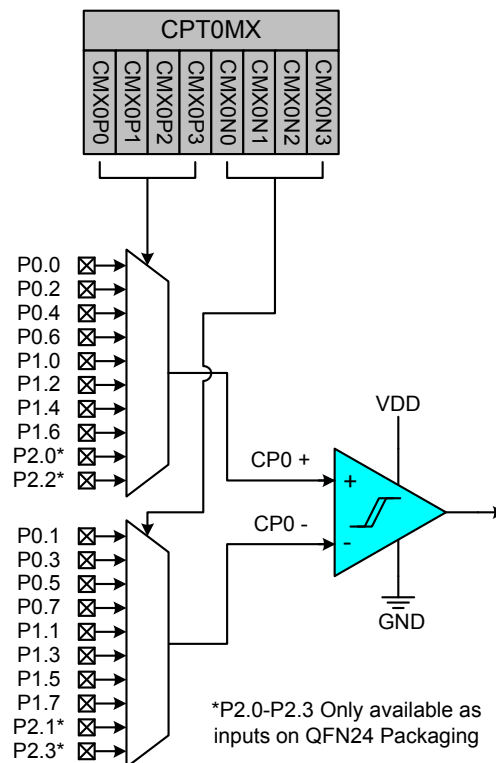 CPT0MX
CMX0P0
CMX0P1
CMX0P2
CMX0P3
CMX0N0
CMX0N1
CMX0N2
CMX0N3
P0.0
P0.2
P0.4
P0.6
P1.0
P1.2
P1.4
P1.6
P2.0*
P2.2*
VDD
CP0 +
+
CP0 -
-
GND
P0.1
P0.3
P0.5
P0.7
P1.1
P1.3
P1.5
P1.7
P2.1*
P2.3*
*P2.0-P2.3 Only available as
inputs on QFN24 Packaging